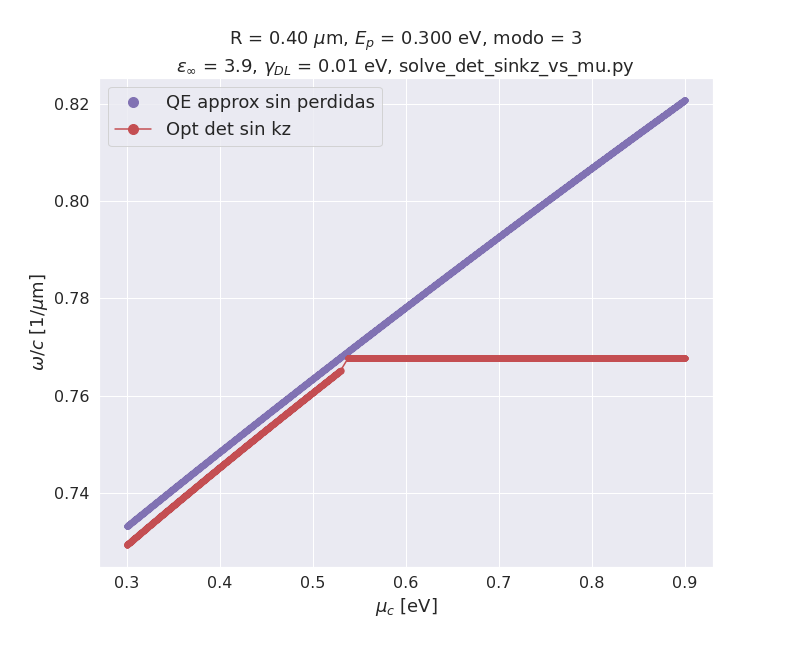 R = 0.40 μm, E_p = 0.300 eV, modo = 3
ε_∞ = 3.9, γ_DL = 0.01 eV, solve_det_sinkz_vs_mu.py
QE approx sin perdidas
Opt det sin kz
0.82
0.80
0.78
0.76
0.74
ω/c [1/μm]
0.3 0.4 0.5 0.6 0.7 0.8 0.9
μ_c [eV]